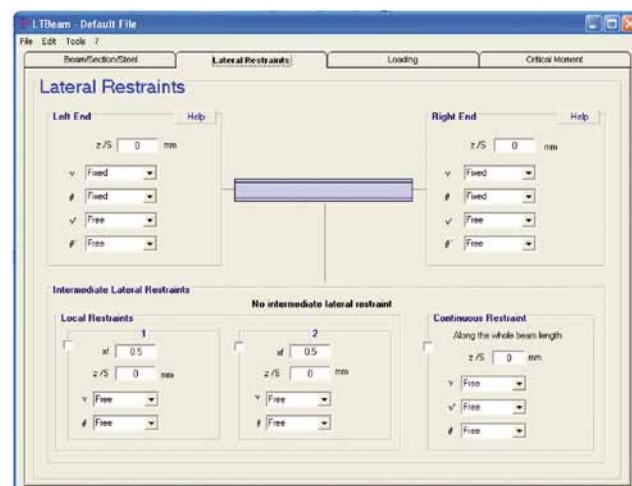 LTBeam - Default File
File Edit Tools ?
Beam/Section/Steel Lateral Restraints Loading Critical Moment
Lateral Restraints
Left End Help
z /S 0 mm
v Fixed
θ Fixed
v' Free
θ' Free
Right End Help
z /S 0 mm
v Fixed
θ Fixed
v' Free
θ' Free
Intermediate Lateral Restraints
No intermediate lateral restraint
Local Restraints
1
xf 0.5
z /S 0 mm
v Free
θ Free
2
xf 0.5
z /S 0 mm
v Free
θ Free
Continuous Restraint
Along the whole beam length
z /S 0 mm
v Free
v' Free
θ Free